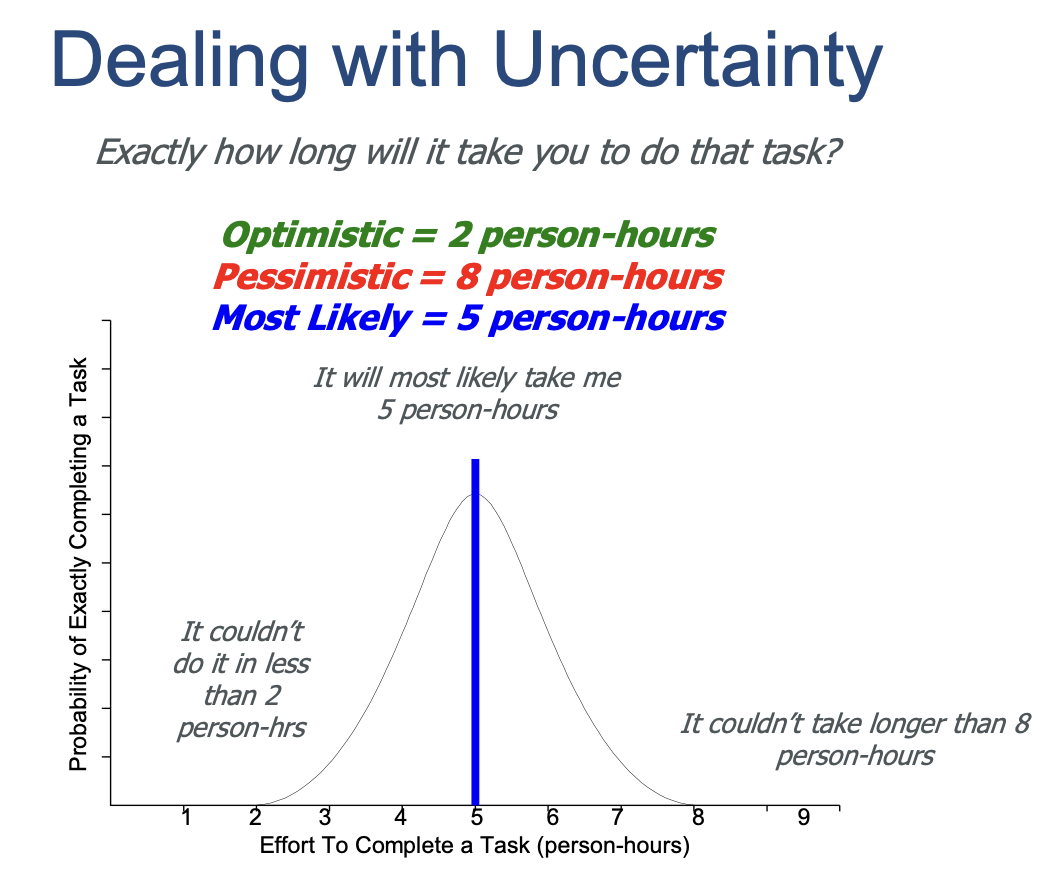 Dealing with Uncertainty
Exactly how long will it take you to do that task?
Optimistic = 2 person-hours
Pessimistic = 8 person-hours
Most Likely = 5 person-hours
It will most likely take me
5 person-hours
Probability of Exactly Completing a Task
It couldn’t
do it in less
than 2
person-hrs
It couldn’t take longer than 8
person-hours
1 2 3 4 5 6 7 8 9
Effort To Complete a Task (person-hours)